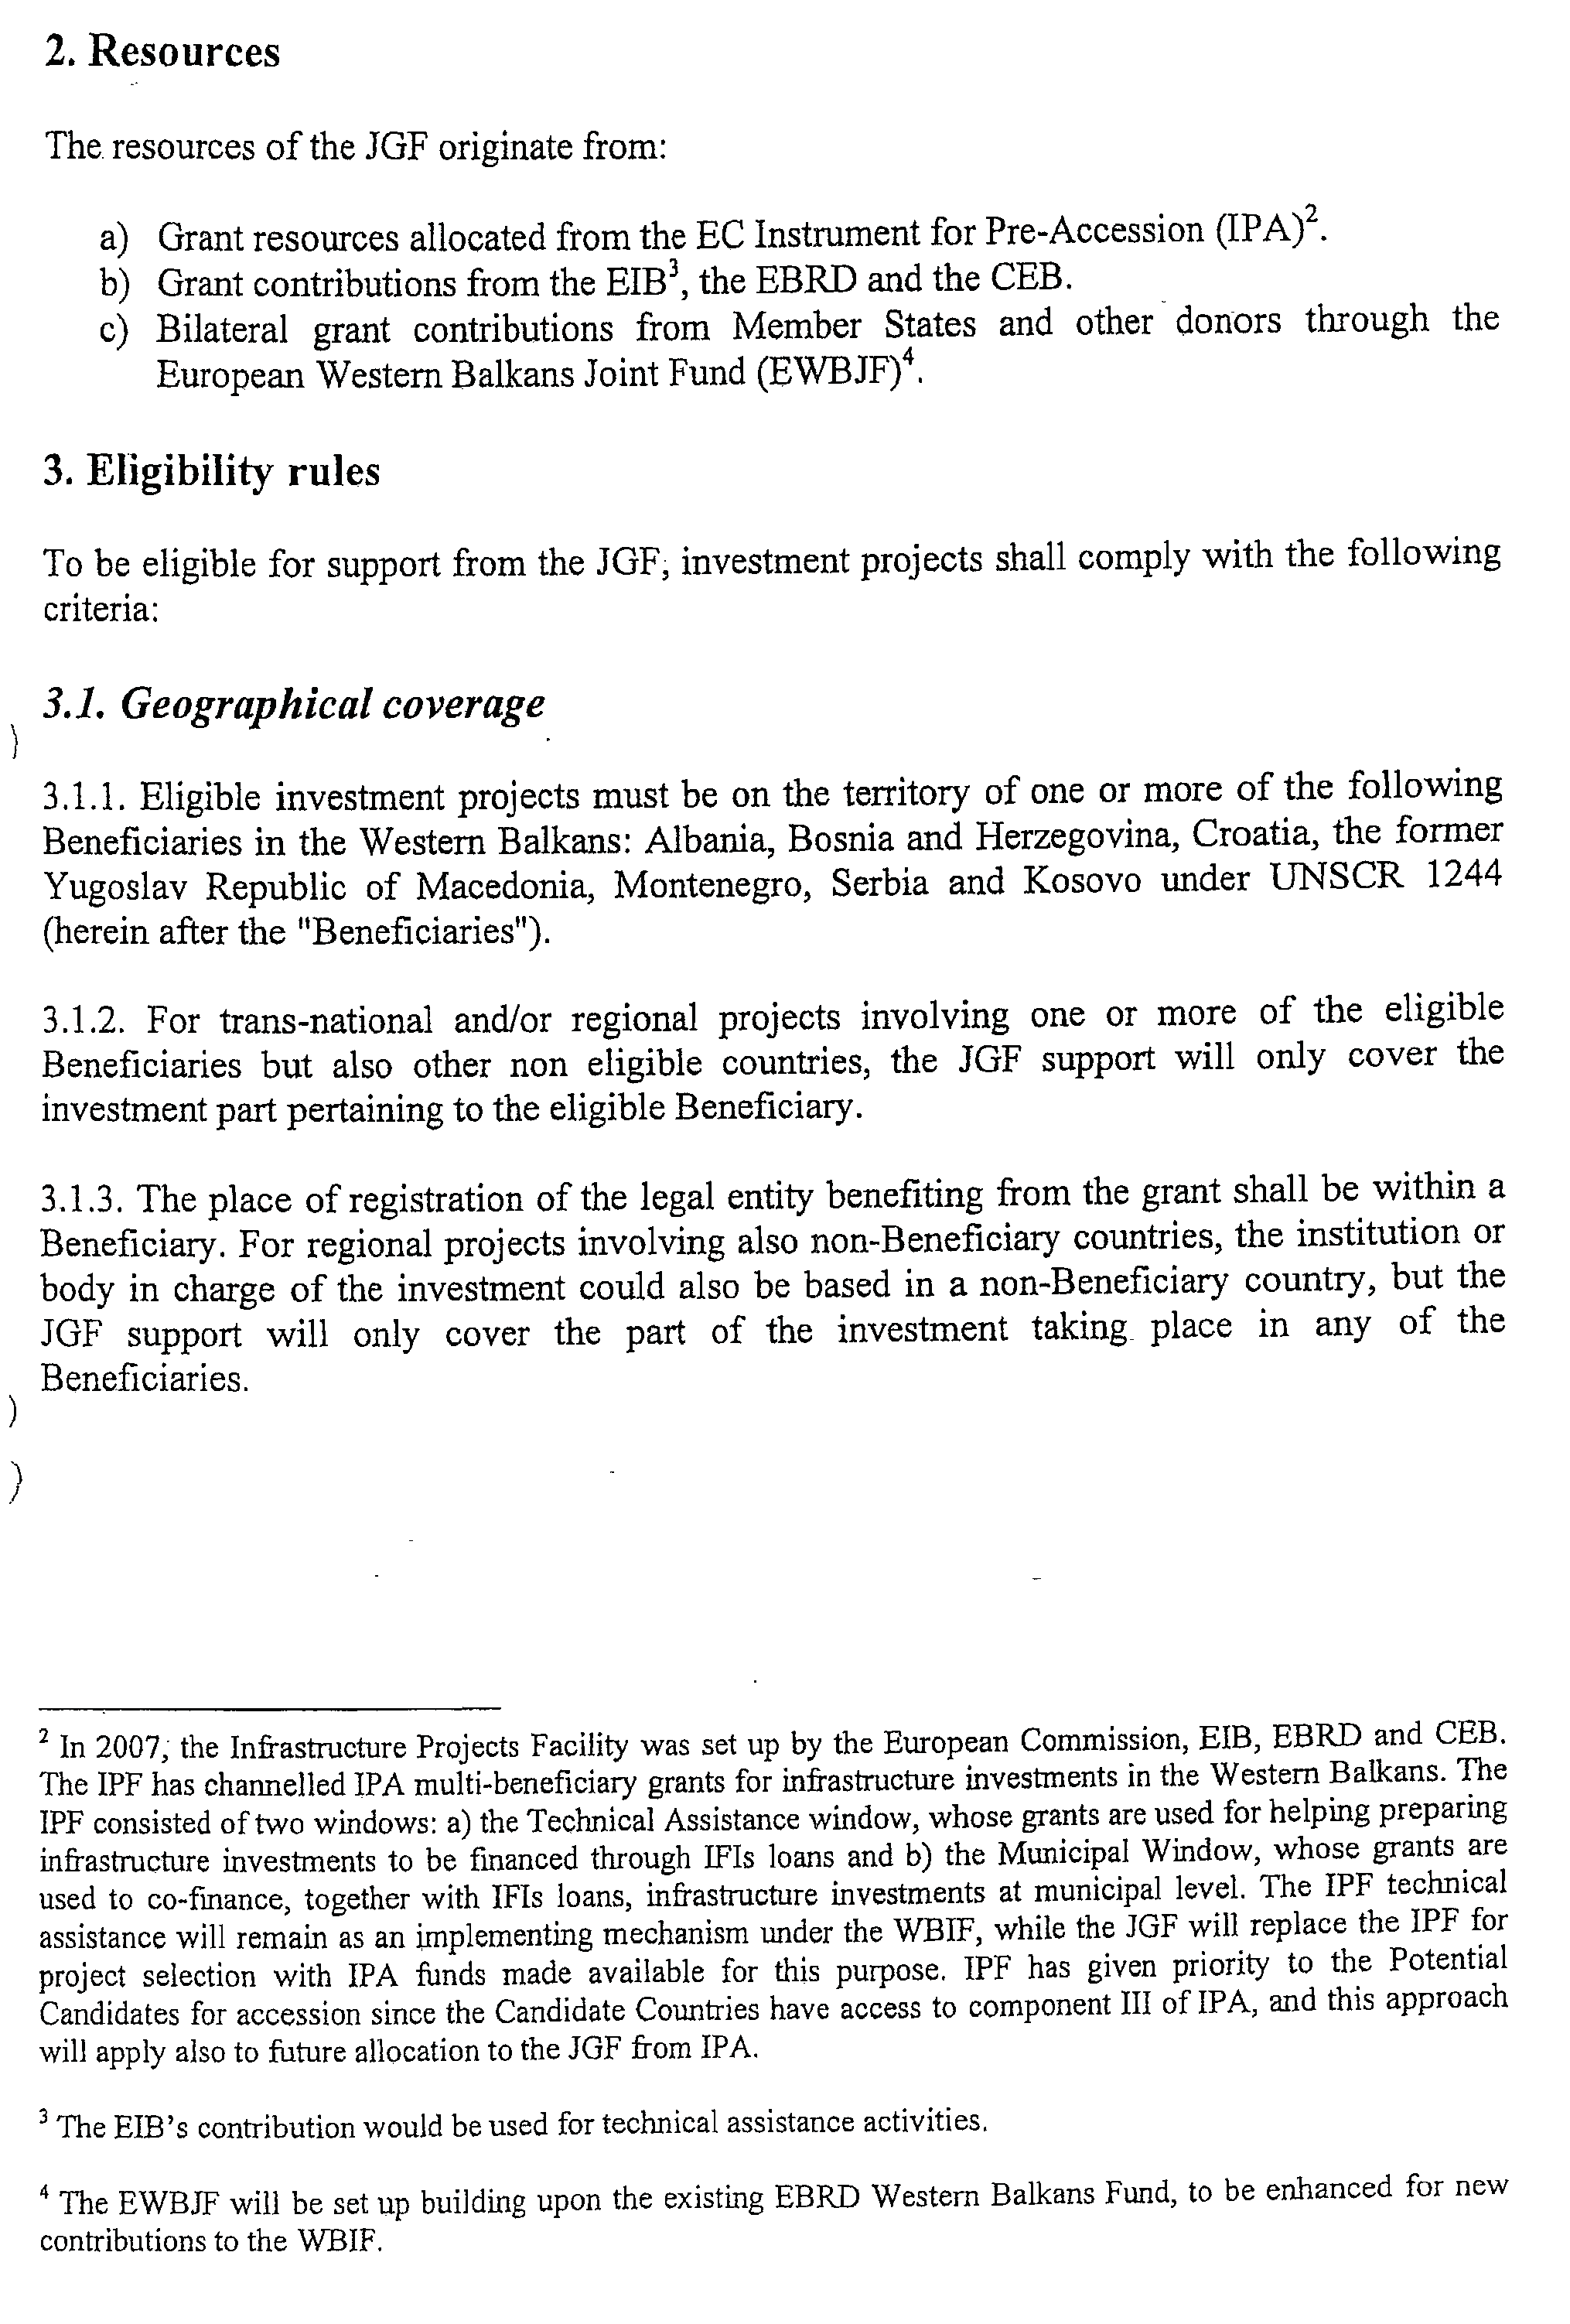 2. Resources
The resources of the JGF originate from:
a) Grant resources allocated from the EC Instrument for Pre-Accession (IPA)².
b) Grant contributions from the EIB³, the EBRD and the CEB.
c) Bilateral grant contributions from Member States and other donors through the
European Western Balkans Joint Fund (EWBJF)⁴.
3. Eligibility rules
To be eligible for support from the JGF, investment projects shall comply with the following
criteria:
3.1. Geographical coverage
3.1.1. Eligible investment projects must be on the territory of one or more of the following
Beneficiaries in the Western Balkans: Albania, Bosnia and Herzegovina, Croatia, the former
Yugoslav Republic of Macedonia, Montenegro, Serbia and Kosovo under UNSCR 1244
(herein after the "Beneficiaries").
3.1.2. For trans-national and/or regional projects involving one or more of the eligible
Beneficiaries but also other non eligible countries, the JGF support will only cover the
investment part pertaining to the eligible Beneficiary.
3.1.3. The place of registration of the legal entity benefiting from the grant shall be within a
Beneficiary. For regional projects involving also non-Beneficiary countries, the institution or
body in charge of the investment could also be based in a non-Beneficiary country, but the
JGF support will only cover the part of the investment taking place in any of the
Beneficiaries.
² In 2007, the Infrastructure Projects Facility was set up by the European Commission, EIB, EBRD and CEB.
The IPF has channelled IPA multi-beneficiary grants for infrastructure investments in the Western Balkans. The
IPF consisted of two windows: a) the Technical Assistance window, whose grants are used for helping preparing
infrastructure investments to be financed through IFIs loans and b) the Municipal Window, whose grants are
used to co-finance, together with IFIs loans, infrastructure investments at municipal level. The IPF technical
assistance will remain as an implementing mechanism under the WBIF, while the JGF will replace the IPF for
project selection with IPA funds made available for this purpose. IPF has given priority to the Potential
Candidates for accession since the Candidate Countries have access to component III of IPA, and this approach
will apply also to future allocation to the JGF from IPA.
³ The EIB's contribution would be used for technical assistance activities.
⁴ The EWBJF will be set up building upon the existing EBRD Western Balkans Fund, to be enhanced for new
contributions to the WBIF.